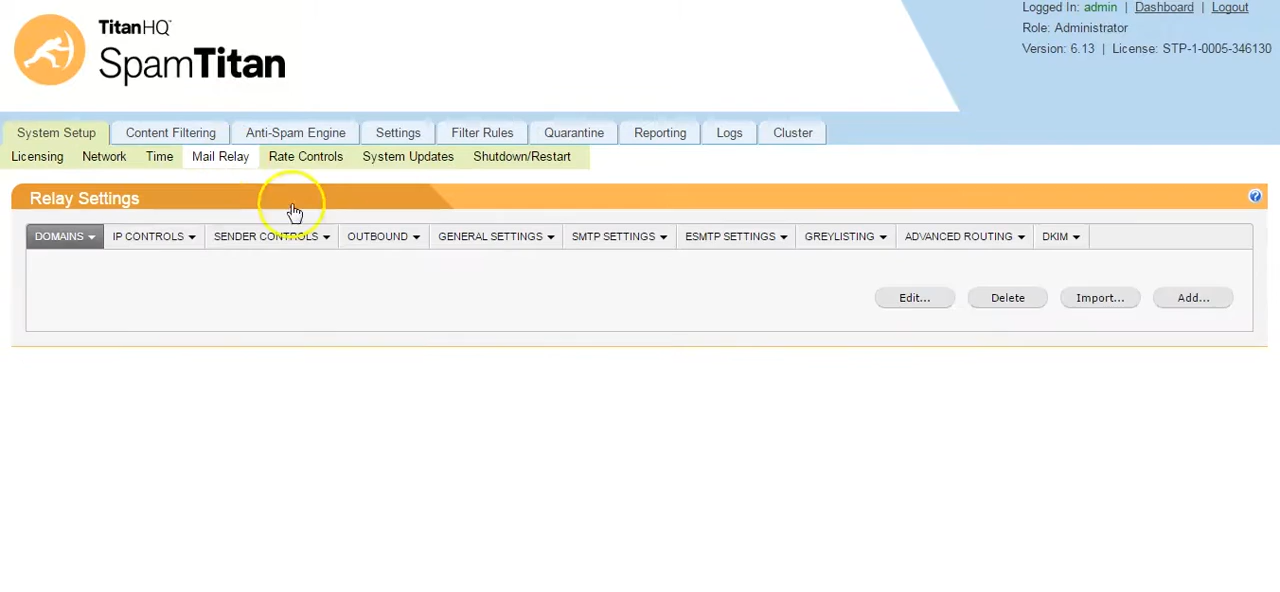 TitanHQ
SpamTitan
Logged In: admin | Dashboard | Logout
Role: Administrator
Version: 6.13 | License: STP-1-0005-346130
System Setup Content Filtering Anti-Spam Engine Settings Filter Rules Quarantine Reporting Logs Cluster
Licensing Network Time Mail Relay Rate Controls System Updates Shutdown/Restart
Relay Settings ?
DOMAINS IP CONTROLS SENDER CONTROLS OUTBOUND GENERAL SETTINGS SMTP SETTINGS ESMTP SETTINGS GREYLISTING ADVANCED ROUTING DKIM
Edit... Delete Import... Add...